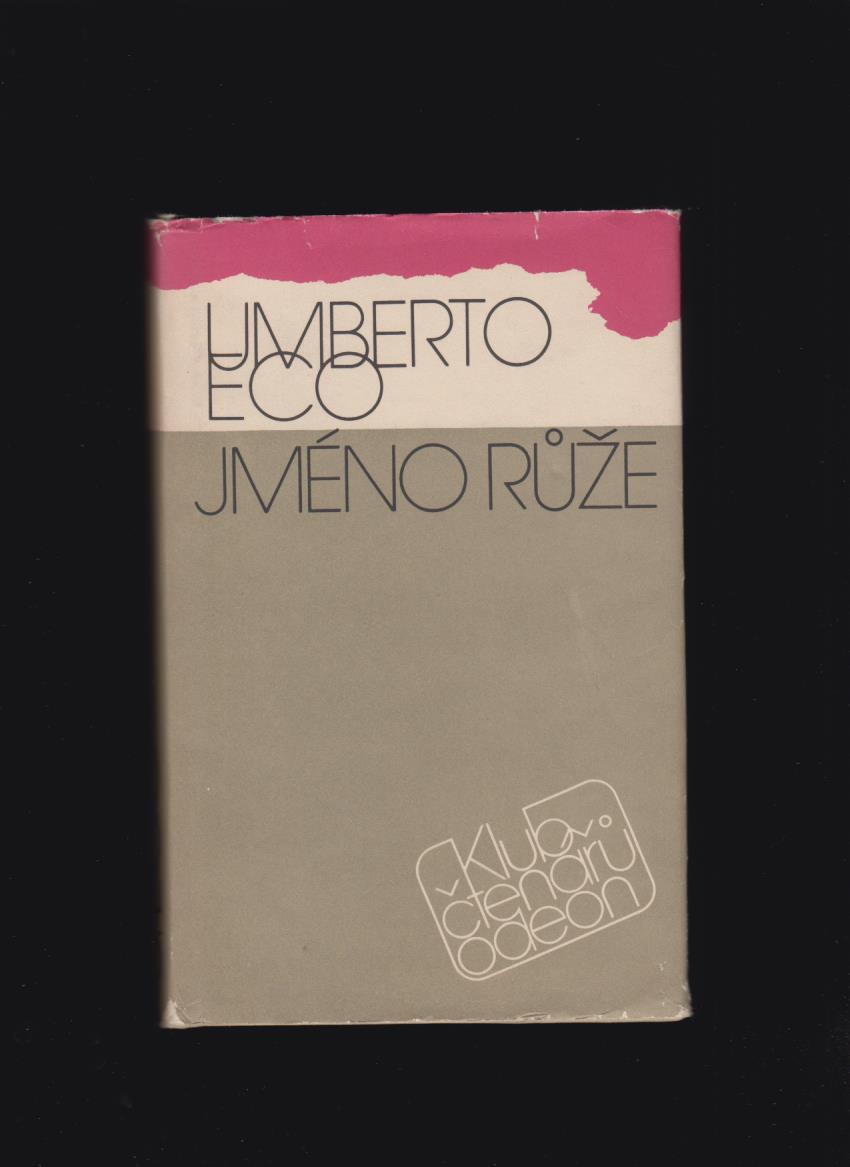 UMBERTO
ECO
JMÉNO RŮŽE
Klub
čtenářů
odeon